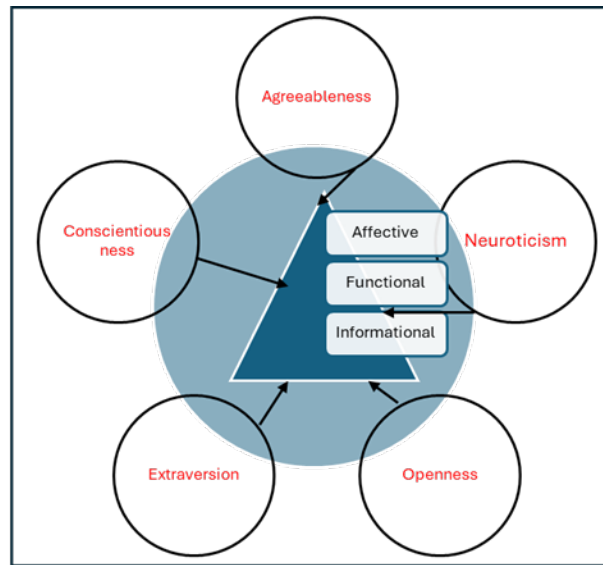 Agreeableness
Conscientious
ness
Affective
Neuroticism
Functional
Informational
Extraversion
Openness